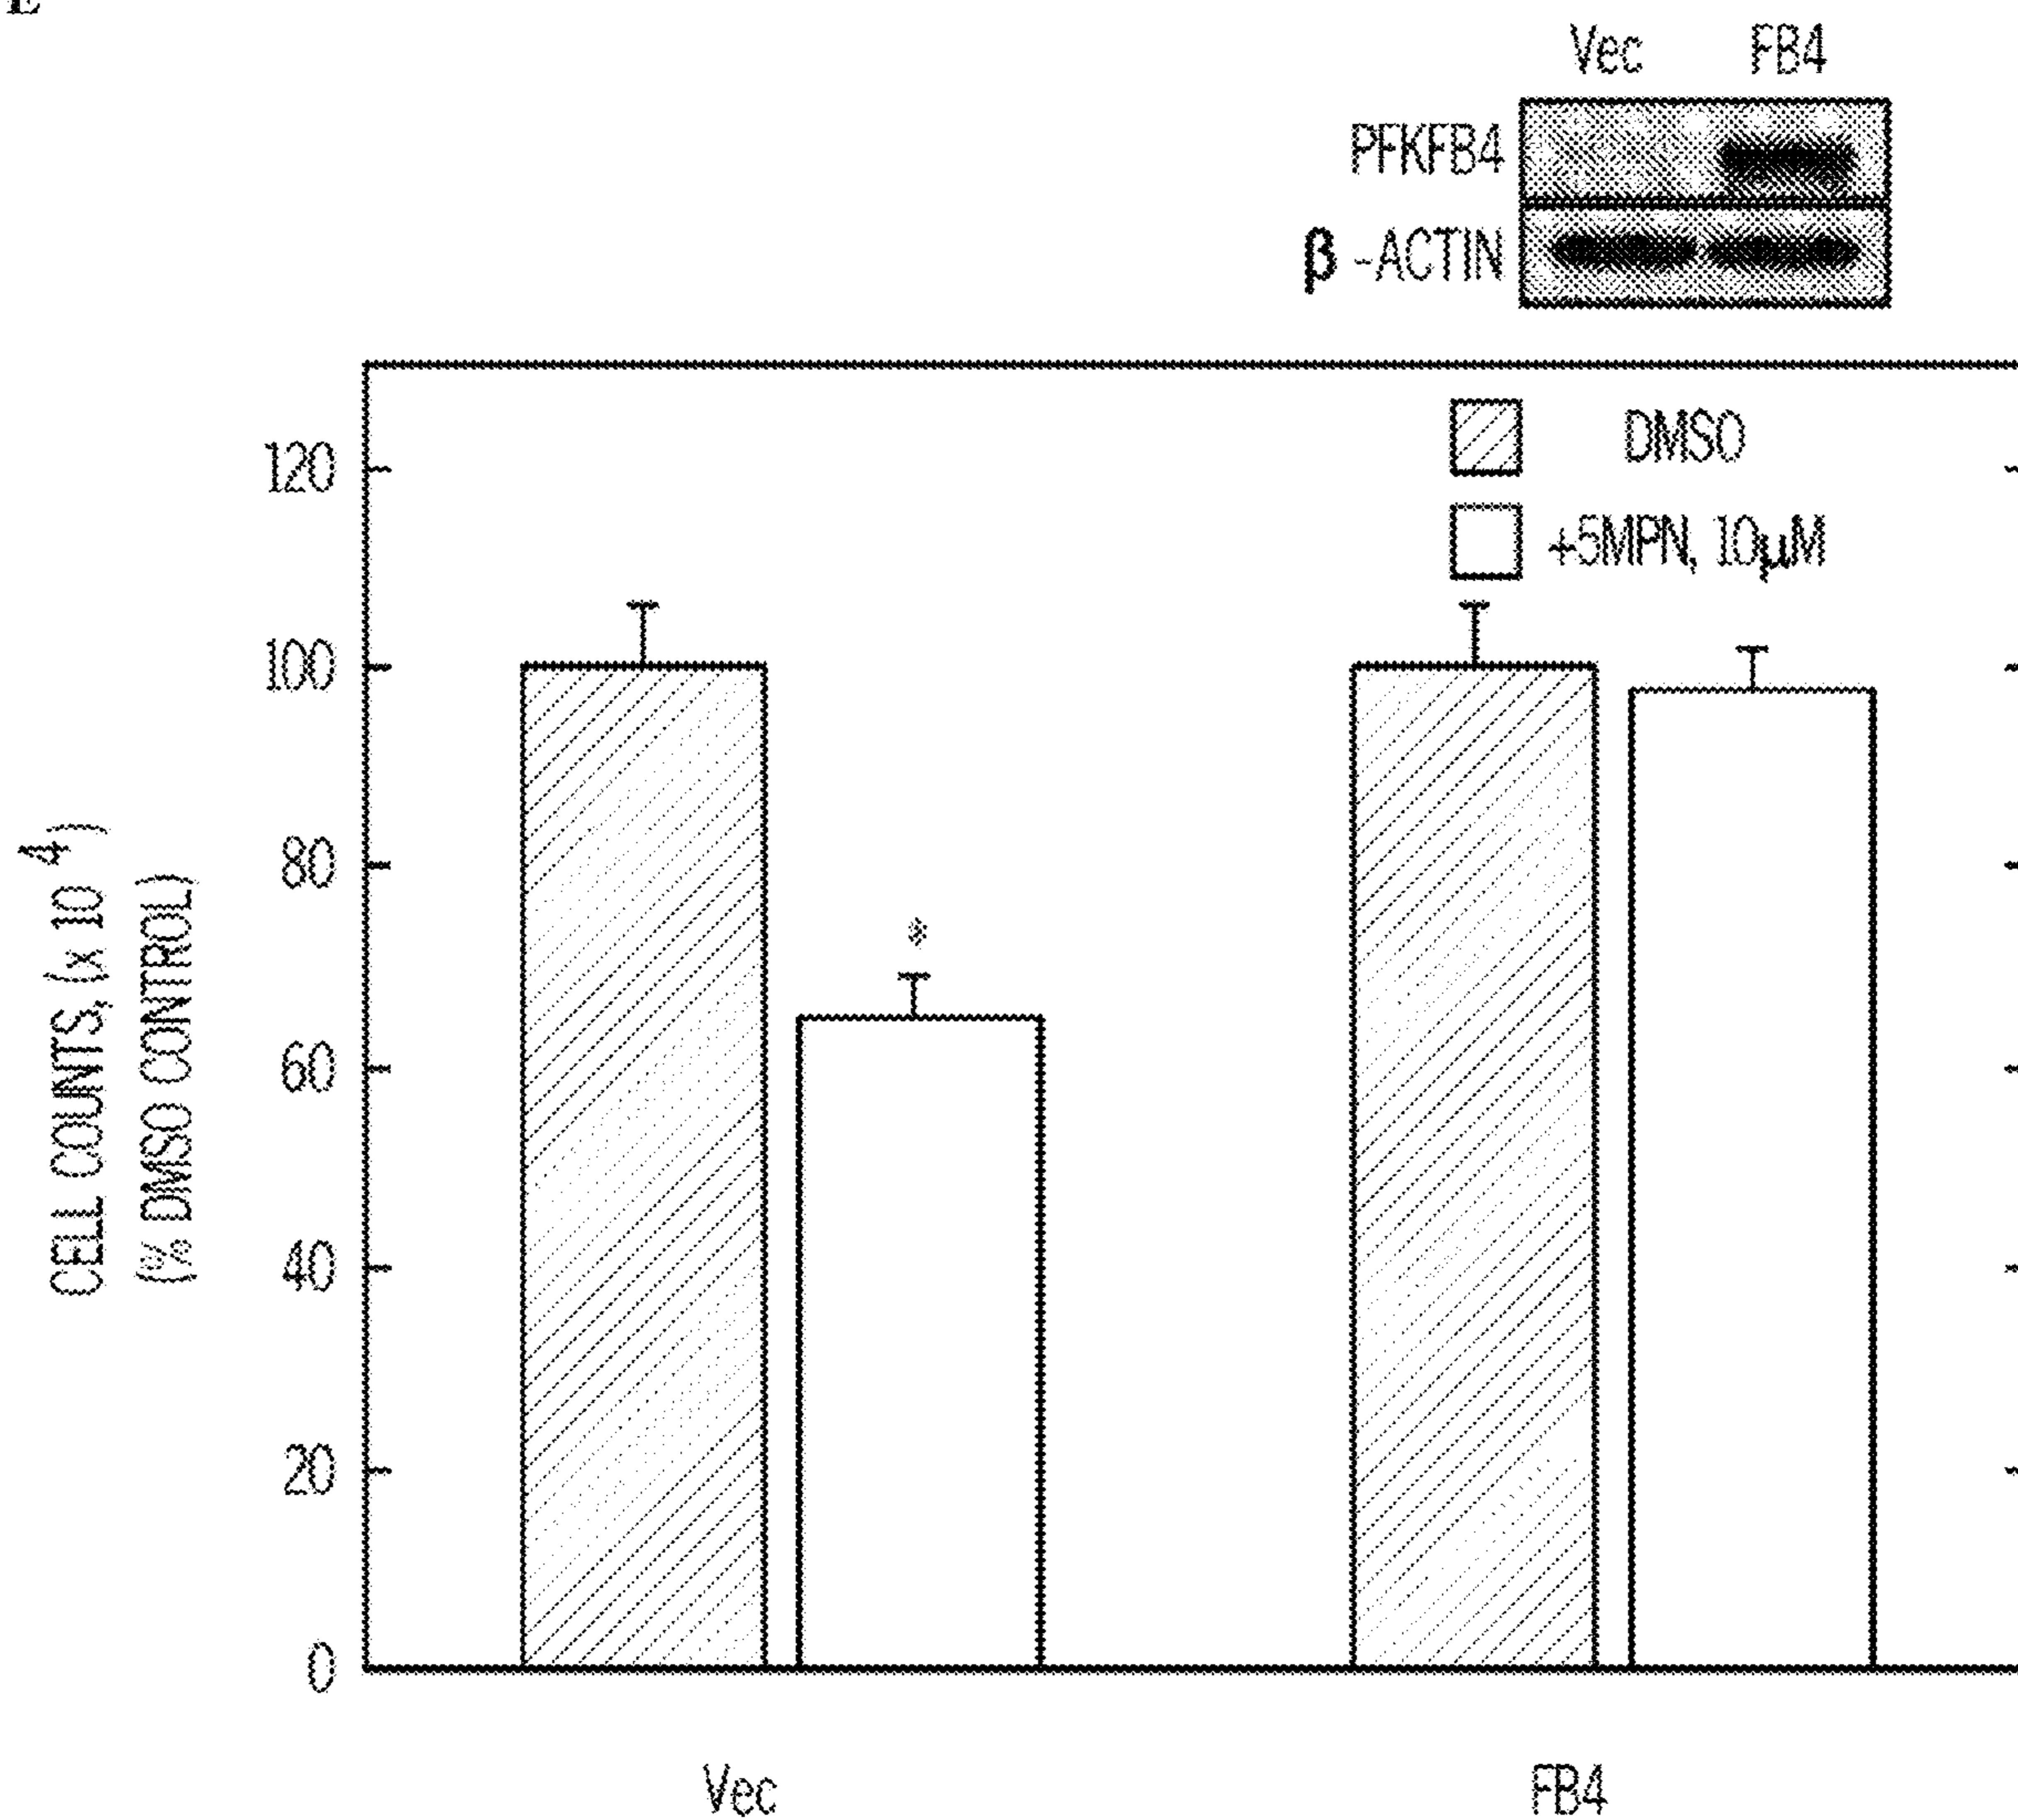 E
Vec FB4
PFKFB4
β -ACTIN
DMSO
+5MPN, 10μM
120
100
80
60
40
20
0
CELL COUNTS, (x 10 4)
(% DMSO CONTROL)
*
Vec FB4